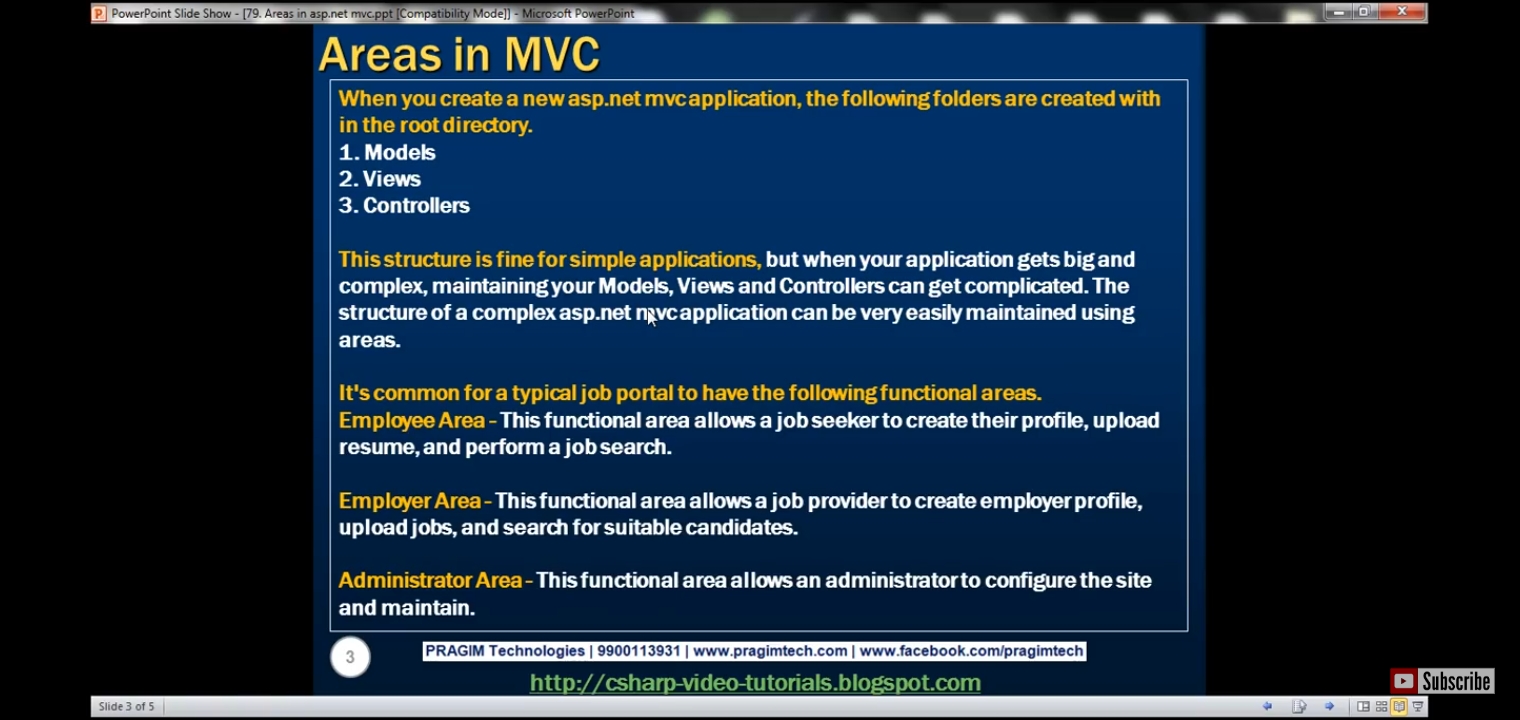 PowerPoint Slide Show - [79. Areas in asp.net mvc.ppt [Compatibility Mode]] - Microsoft PowerPoint
Areas in MVC
When you create a new asp.net mvc application, the following folders are created with
in the root directory.
1. Models
2. Views
3. Controllers
This structure is fine for simple applications, but when your application gets big and
complex, maintaining your Models, Views and Controllers can get complicated. The
structure of a complex asp.net mvc application can be very easily maintained using
areas.
It's common for a typical job portal to have the following functional areas.
Employee Area - This functional area allows a job seeker to create their profile, upload
resume, and perform a job search.
Employer Area - This functional area allows a job provider to create employer profile,
upload jobs, and search for suitable candidates.
Administrator Area - This functional area allows an administrator to configure the site
and maintain.
3
PRAGIM Technologies | 9900113931 | www.pragimtech.com | www.facebook.com/pragimtech
http://csharp-video-tutorials.blogspot.com
Subscribe
Slide 3 of 5